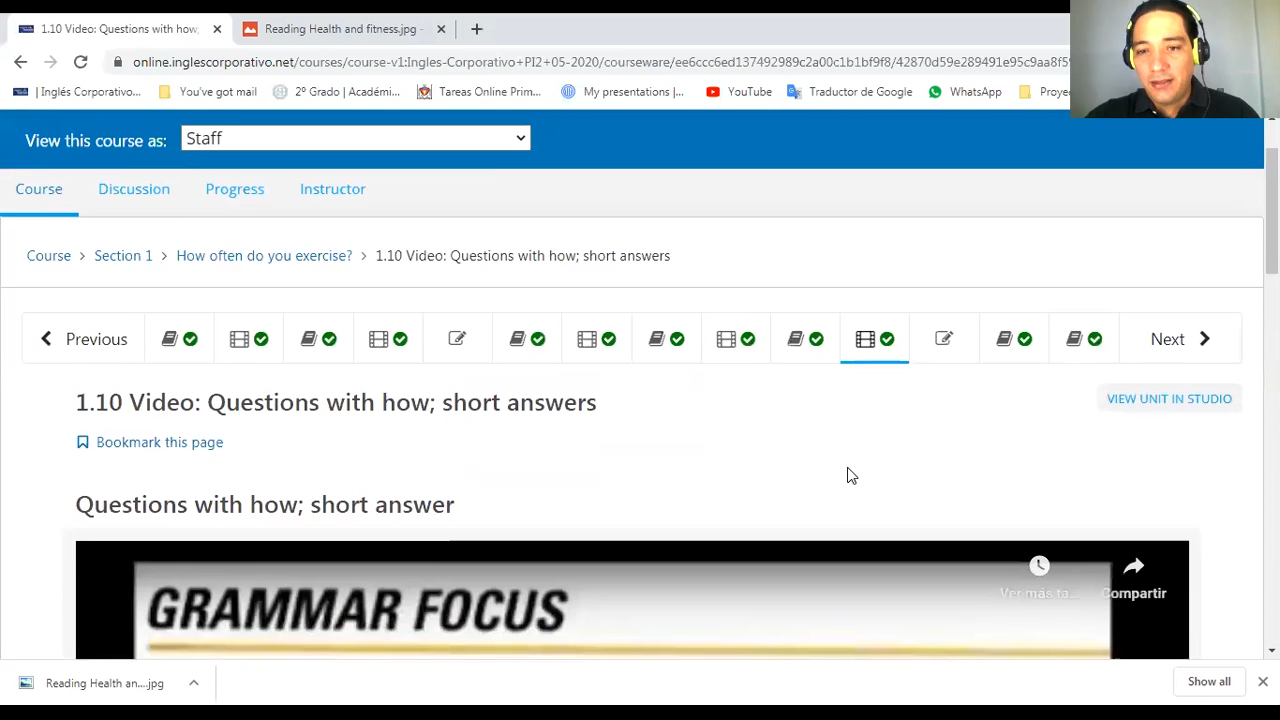 1.10 Video: Questions with how;
Reading Health and fitness.jpg -
online.inglescorporativo.net/courses/course-v1:Ingles-Corporativo+PI2+05-2020/courseware/
| Inglés Corporativo...
You've got mail
2º Grado | Académi...
Tareas Online Prim...
My presentations |...
YouTube
Traductor de Google
WhatsApp
Proye
View this course as:
Staff
Course
Discussion
Progress
Instructor
Course > Section 1 > How often do you exercise? > 1.10 Video: Questions with how; short answers
Previous
Next
1.10 Video: Questions with how; short answers
VIEW UNIT IN STUDIO
Bookmark this page
Questions with how; short answer
GRAMMAR FOCUS
Ver más ta...
Compartir
Reading Health an....jpg
Show all